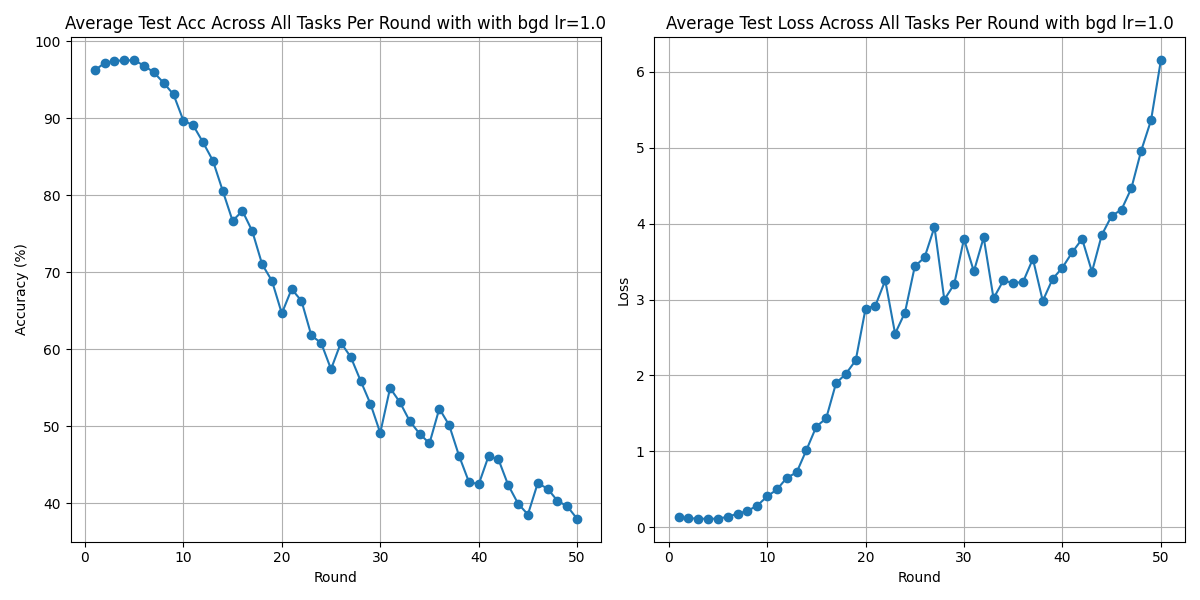 Average Test Acc Across All Tasks Per Round with with bgd lr=1.0
Accuracy (%)
100
90
80
70
60
50
40
0 10 20 30 40 50
Round
Average Test Loss Across All Tasks Per Round with bgd lr=1.0
Loss
6
5
4
3
2
1
0
0 10 20 30 40 50
Round